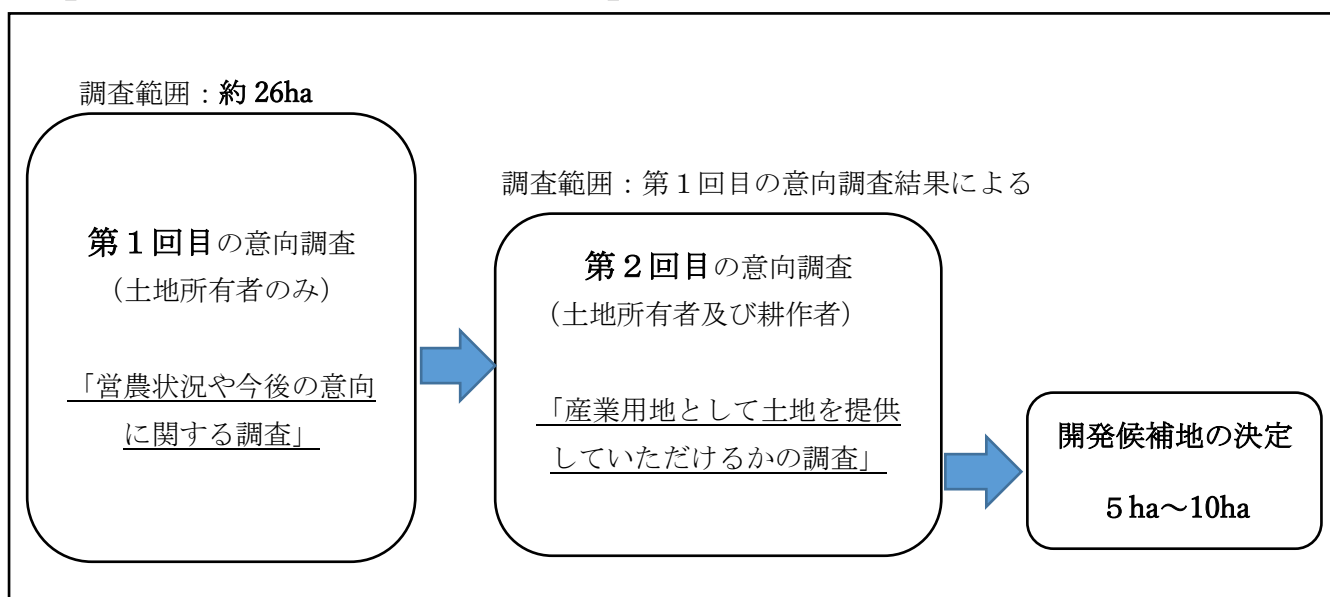 調査範囲：約 26ha
第１回目の意向調査
（土地所有者のみ）
「営農状況や今後の意向
に関する調査」
調査範囲：第１回目の意向調査結果による
第２回目の意向調査
（土地所有者及び耕作者）
「産業用地として土地を提供
していただけるかの調査」
開発候補地の決定
５ha～10ha